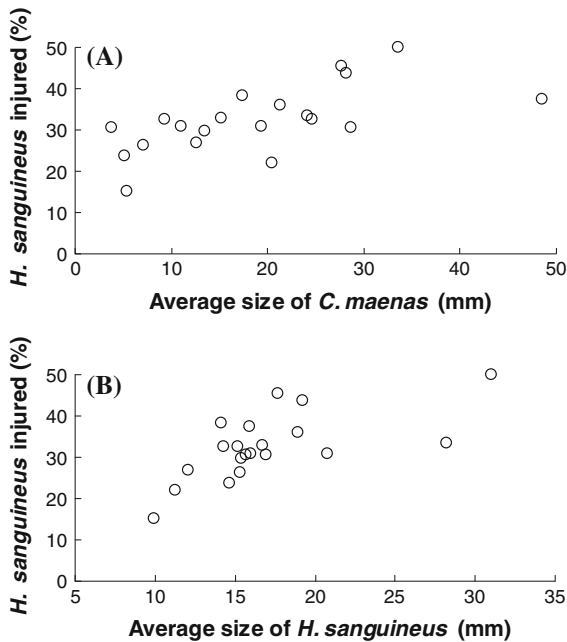 (A)
H. sanguineus injured (%)
50
40
30
20
10
0
0 10 20 30 40 50
Average size of C. maenas (mm)
(B)
H. sanguineus injured (%)
50
40
30
20
10
0
5 10 15 20 25 30 35
Average size of H. sanguineus (mm)